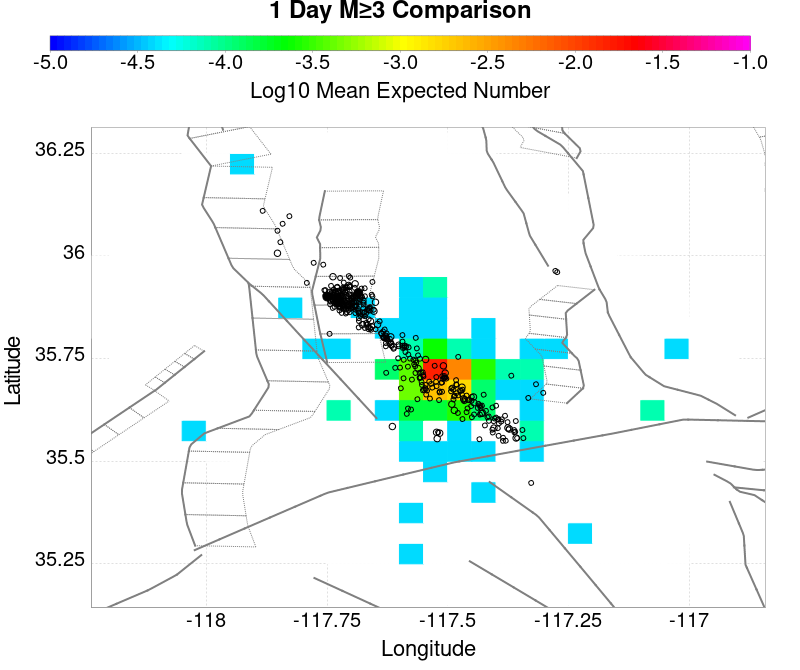 1 Day M≥3 Comparison
-5.0 -4.5 -4.0 -3.5 -3.0 -2.5 -2.0 -1.5 -1.0
Log10 Mean Expected Number
36.25
36
35.75
35.5
35.25
Latitude
-118 -117.75 -117.5 -117.25 -117
Longitude